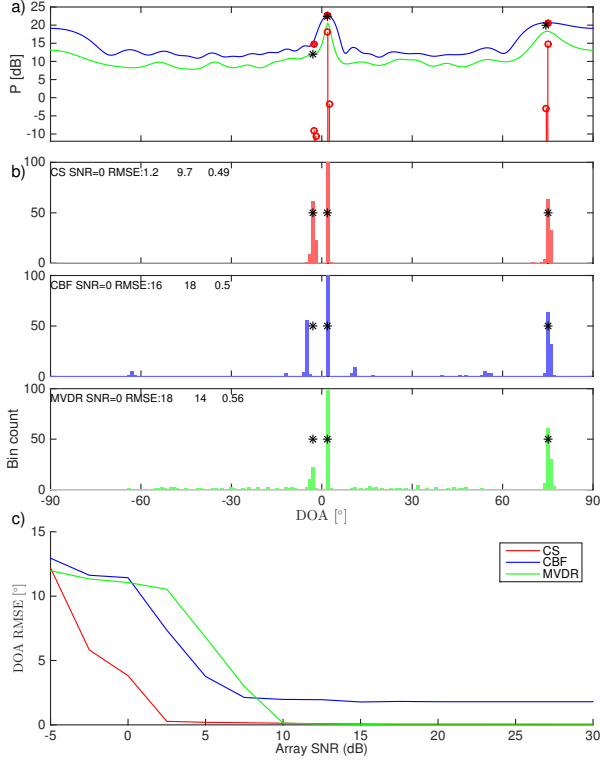 a)
25
20
15
10
5
0
-5
-10
P [dB]
b)
100
50
0
CS SNR=0 RMSE:1.2 9.7 0.49
100
50
0
CBF SNR=0 RMSE:16 18 0.5
100
50
0
MVDR SNR=0 RMSE:18 14 0.56
Bin count
-90 -60 -30 0 30 60 90
DOA [°]
c)
15
10
5
0
DOA RMSE [°]
CS
CBF
MVDR
-5 0 5 10 15 20 25 30
Array SNR (dB)